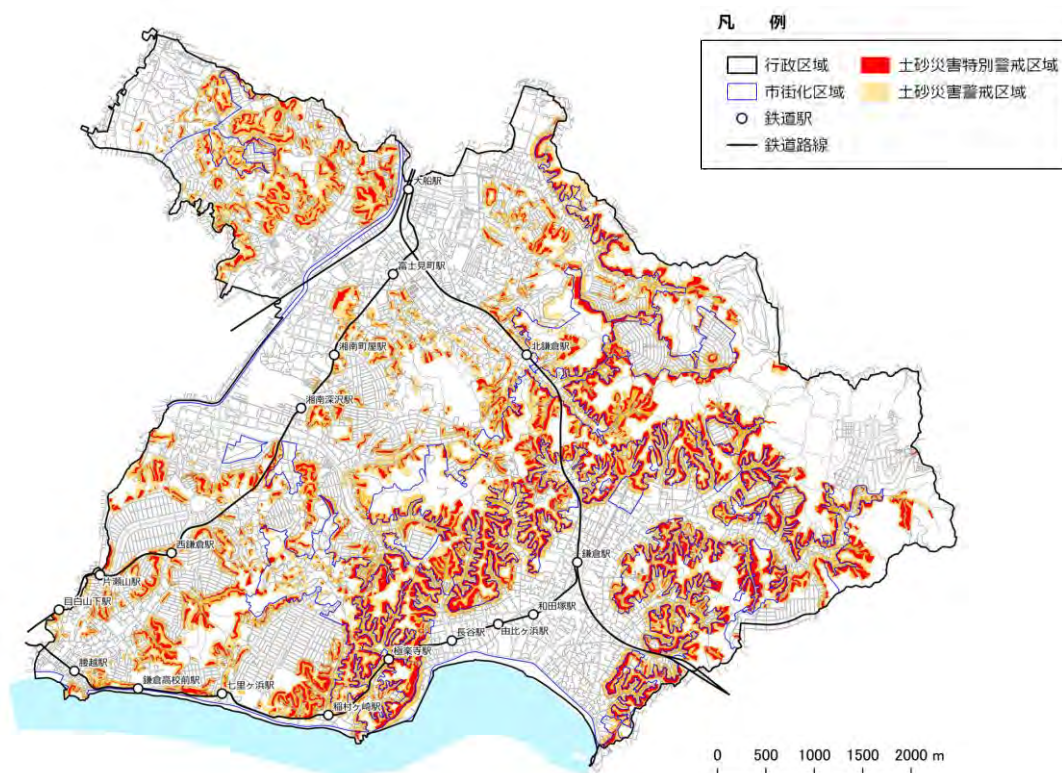 凡 例
行政区域
土砂災害特別警戒区域
市街化区域
土砂災害警戒区域
鉄道駅
鉄道路線
大船駅
富士見町駅
湘南町屋駅
北鎌倉駅
湘南深沢駅
西鎌倉駅
鎌倉駅
片瀬山駅
目白山下駅
和田塚駅
由比ヶ浜駅
長谷駅
極楽寺駅
腰越駅
鎌倉高校前駅
七里ヶ浜駅
稲村ヶ崎駅
0 500 1000 1500 2000 m